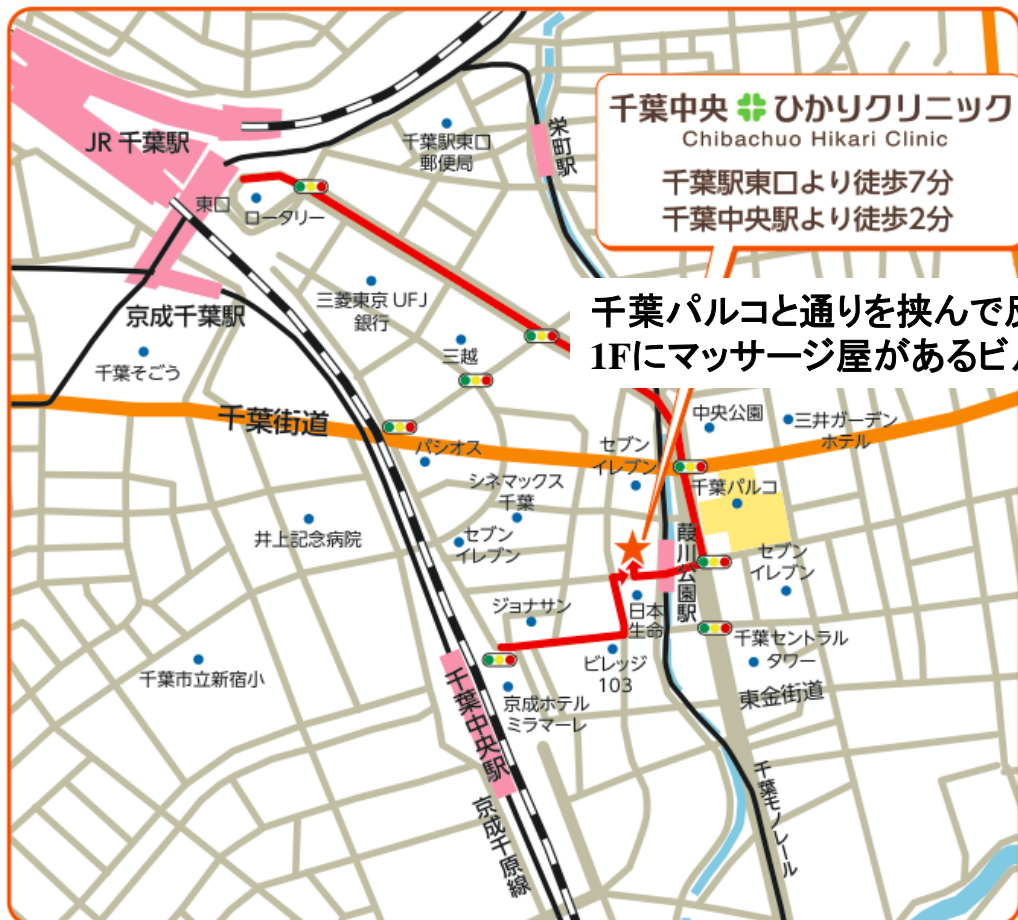 千葉中央 ひかりクリニック
Chibachuo Hikari Clinic
千葉駅東口より徒歩7分
千葉中央駅より徒歩2分
JR 千葉駅
千葉駅東口
郵便局
栄町駅
東口
ロータリー
三菱東京 UFJ
銀行
京成千葉駅
千葉そごう
三越
千葉パルコと通りを挟んで
1Fにマッサージ屋があるビ
千葉街道
パシオス
中央公園
三井ガーデン
ホテル
セブン
イレブン
シネマックス
千葉
千葉パルコ
井上記念病院
セブン
イレブン
葭川公園駅
セブン
イレブン
ジョナサン
日本
生命
千葉セントラル
タワー
ビレッジ
103
千葉市立新宿小
京成ホテル
ミラマーレ
東金街道
千葉中央駅
京成千原線
千葉モノレール